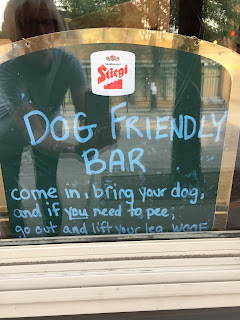 Stiegl
DOG FRIENDLY
BAR
come in, bring your dog,
and if you need to pee,
go out and lift your leg WOOF